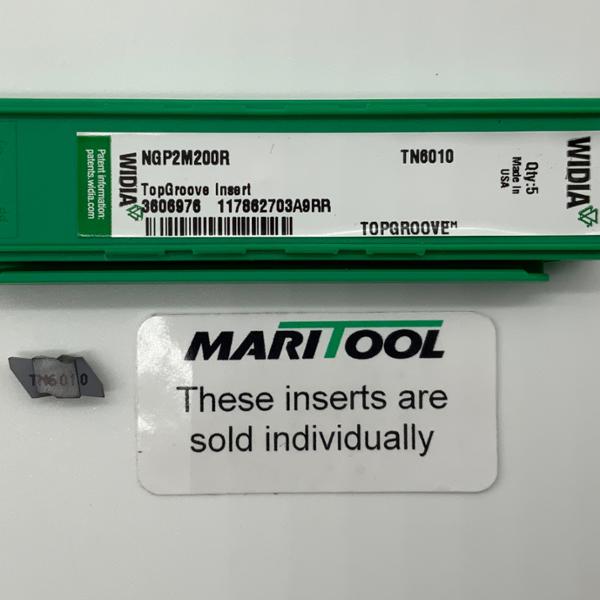 Patent information:
patents.widia.com
WIDIA
NGP2M200R
TN6010
TopGroove Insert
3606976 117862703A9RR
TOPGROOVE™
Qty:5
Made In
USA
WIDIA
TN6010
MARITOOL
These inserts are
sold individually